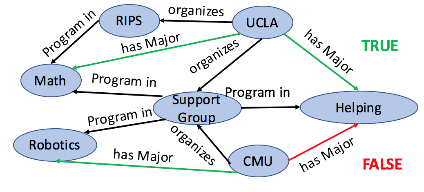 RIPS
organizes
UCLA
Program in
has Major
has Major
TRUE
organizes
Math
Program in
Support
Group
Program in
Helping
Program in
Robotics
organizes
has Major
CMU
has Major
FALSE